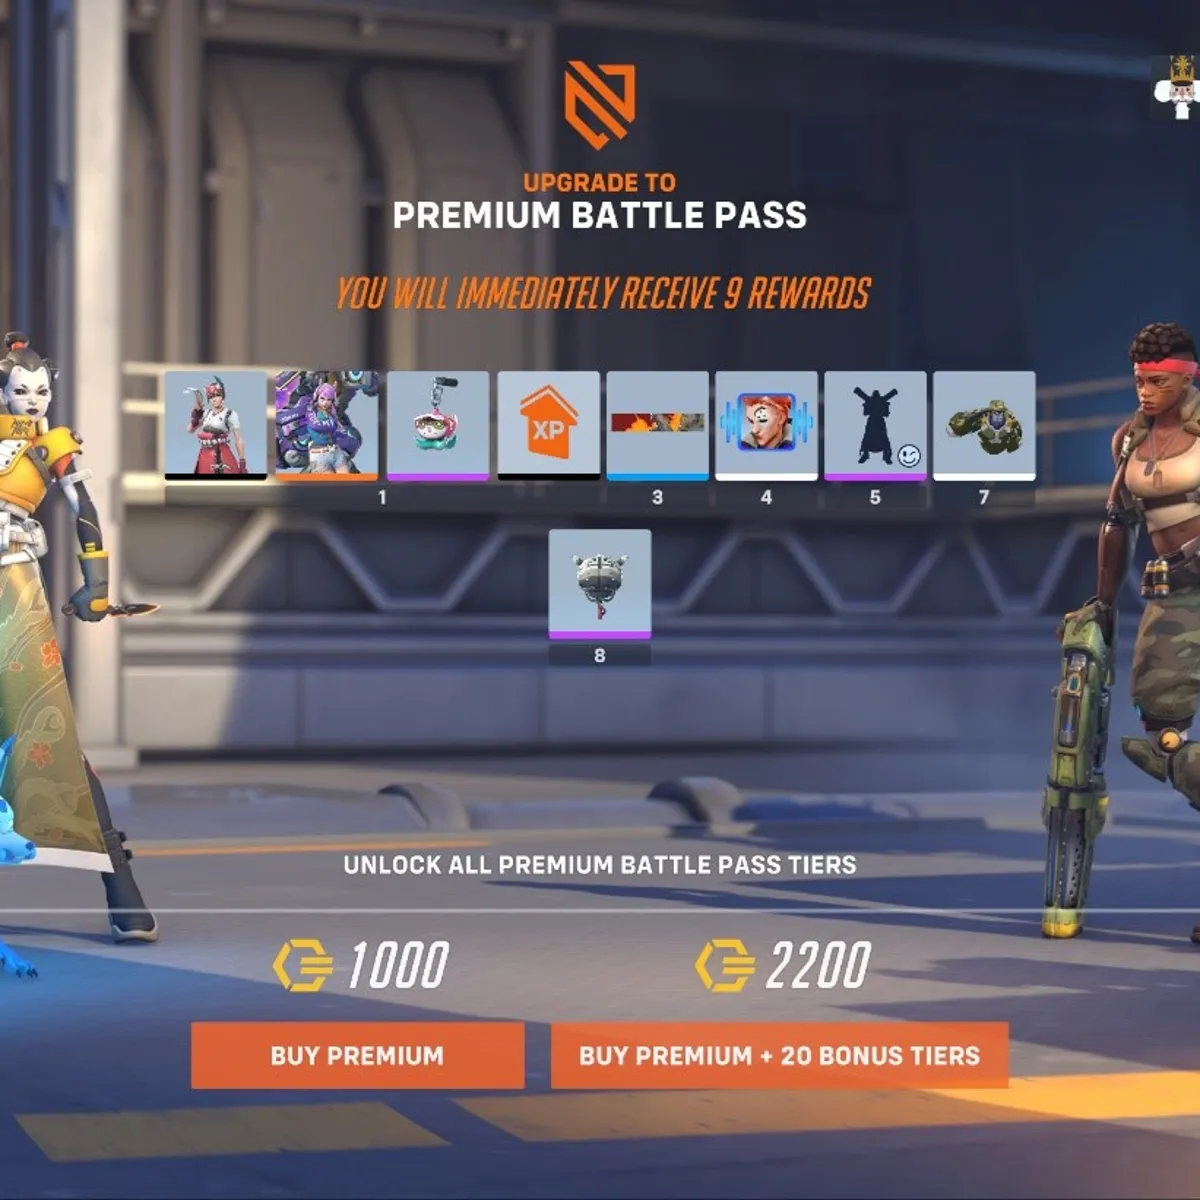 UPGRADE TO
PREMIUM BATTLE PASS
YOU WILL IMMEDIATELY RECEIVE 9 REWARDS
XP
1
3
4
5
7
8
UNLOCK ALL PREMIUM BATTLE PASS TIERS
1000
2200
BUY PREMIUM
BUY PREMIUM + 20 BONUS TIERS